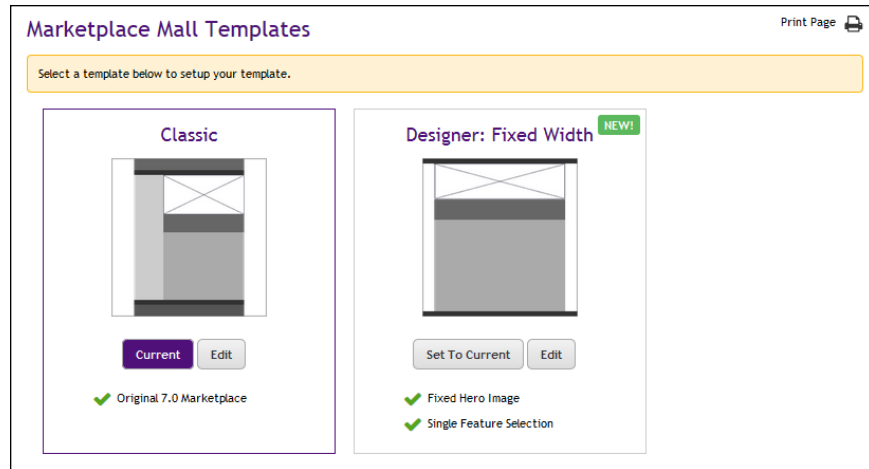 Marketplace Mall Templates
Print Page
Select a template below to setup your template.
Classic
Current
Edit
Original 7.0 Marketplace
Designer: Fixed Width
NEW!
Set To Current
Edit
Fixed Hero Image
Single Feature Selection